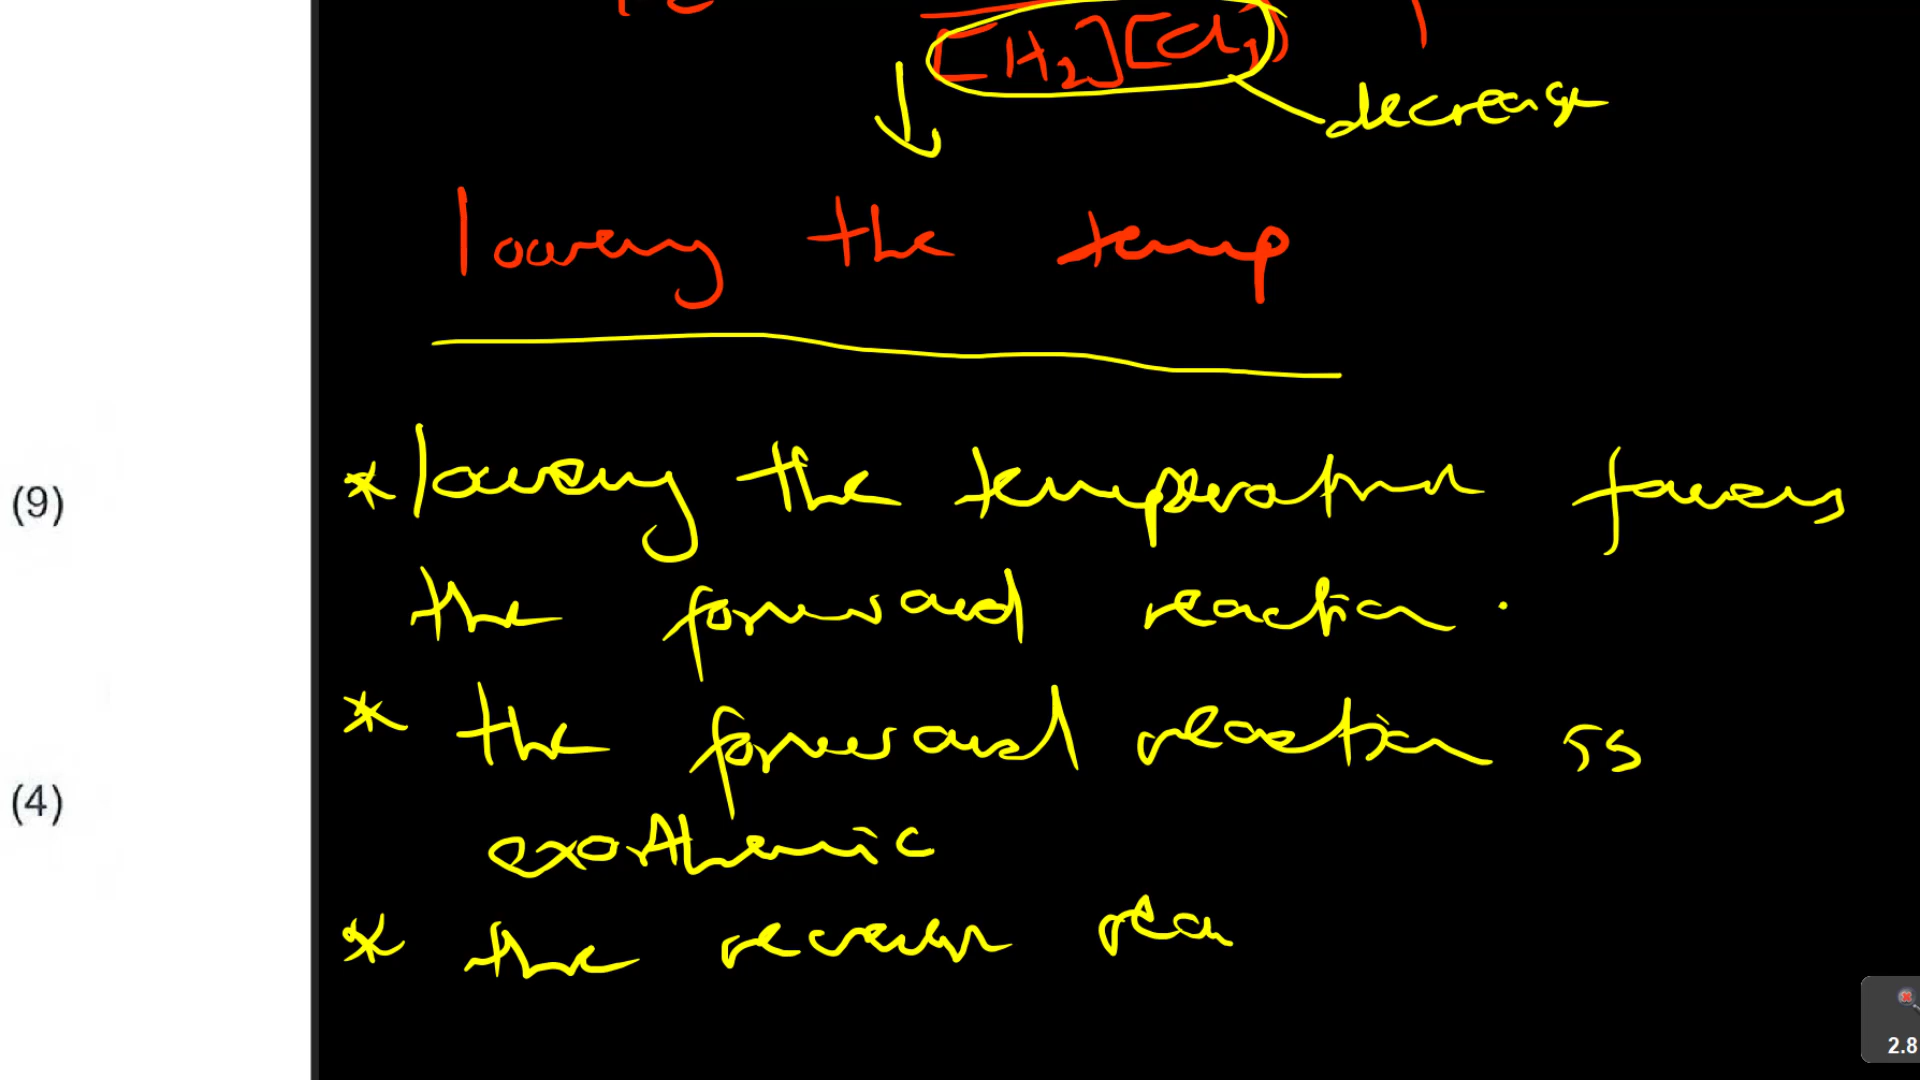 [H₂][Cl₂]
decrease
lowering the temp
(9)
* lowering the temperature favors
the forward reaction.
* the forward reaction is
(4)
exothermic
* the reverse rea
2.8